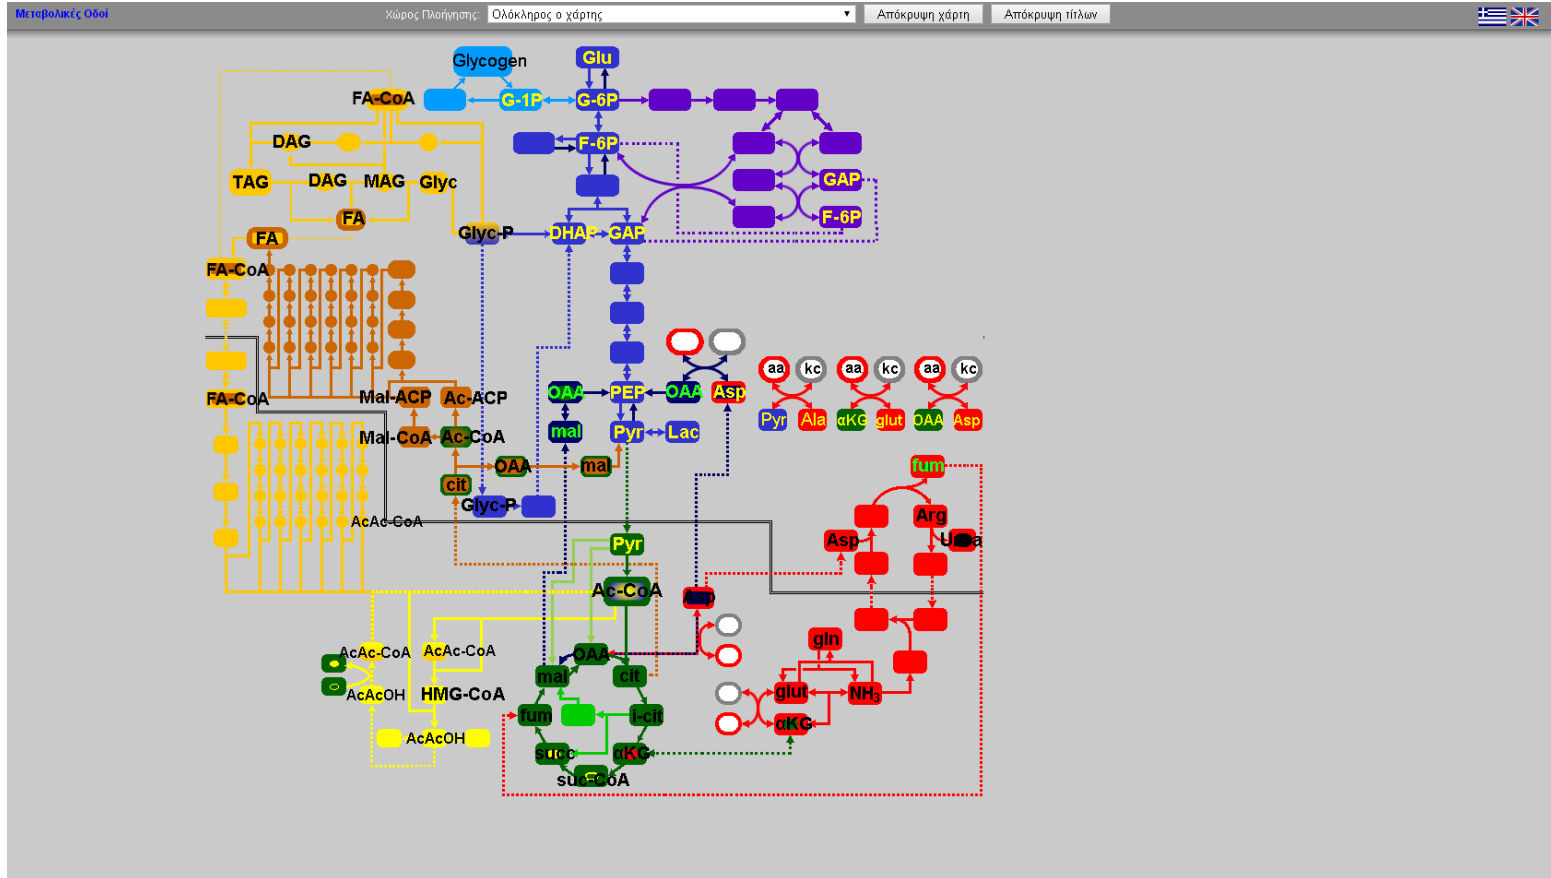 Μεταβολικές Οδοί
Χώρος Πλοήγησης: Ολόκληρος ο χάρτης
Απόκρυψη χάρτη
Απόκρυψη τίτλων
Glycogen
Glu
FA-CoA
G-1P
G-6P
DAG
F-6P
TAG
DAG
MAG
Glyc
GAP
FA
F-6P
FA
Glyc-P
DHAP
GAP
FA-CoA
aa
kc
aa
kc
aa
kc
FA-CoA
Mal-ACP
Ac-ACP
OAA
PEP
OAA
Asp
Pyr
Ala
αKG
glut
OAA
Asp
Mal-CoA
Ac-CoA
mal
Pyr
Lac
OAA
mal
fum
cit
Glyc-P
AcAc-CoA
Arg
Asp
Pyr
Ac-CoA
Asp
gln
AcAc-CoA
AcAc-CoA
OAA
mal
cit
AcAcOH
HMG-CoA
glut
NH₃
fum
i-cit
αKG
AcAcOH
succ
αKG
suc-CoA